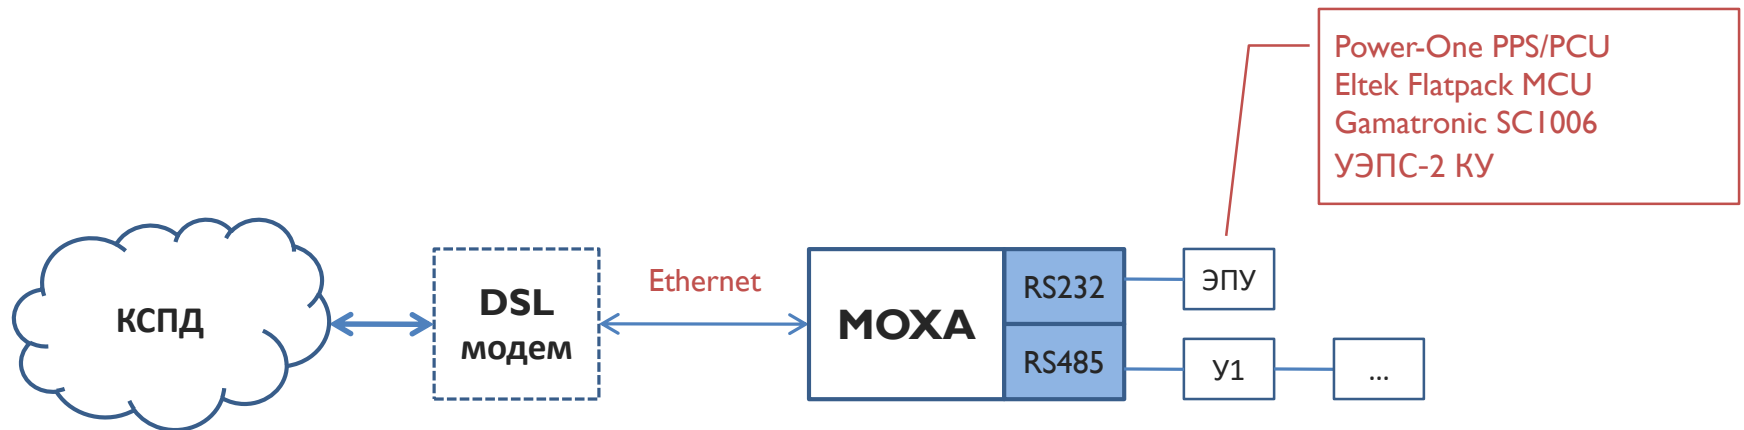 Power-One PPS/PCU
Eltek Flatpack MCU
Gamatronic SC1006
УЭПС-2 КУ
КСПД
DSL
модем
Ethernet
MOXA
RS232
RS485
ЭПУ
У1
...